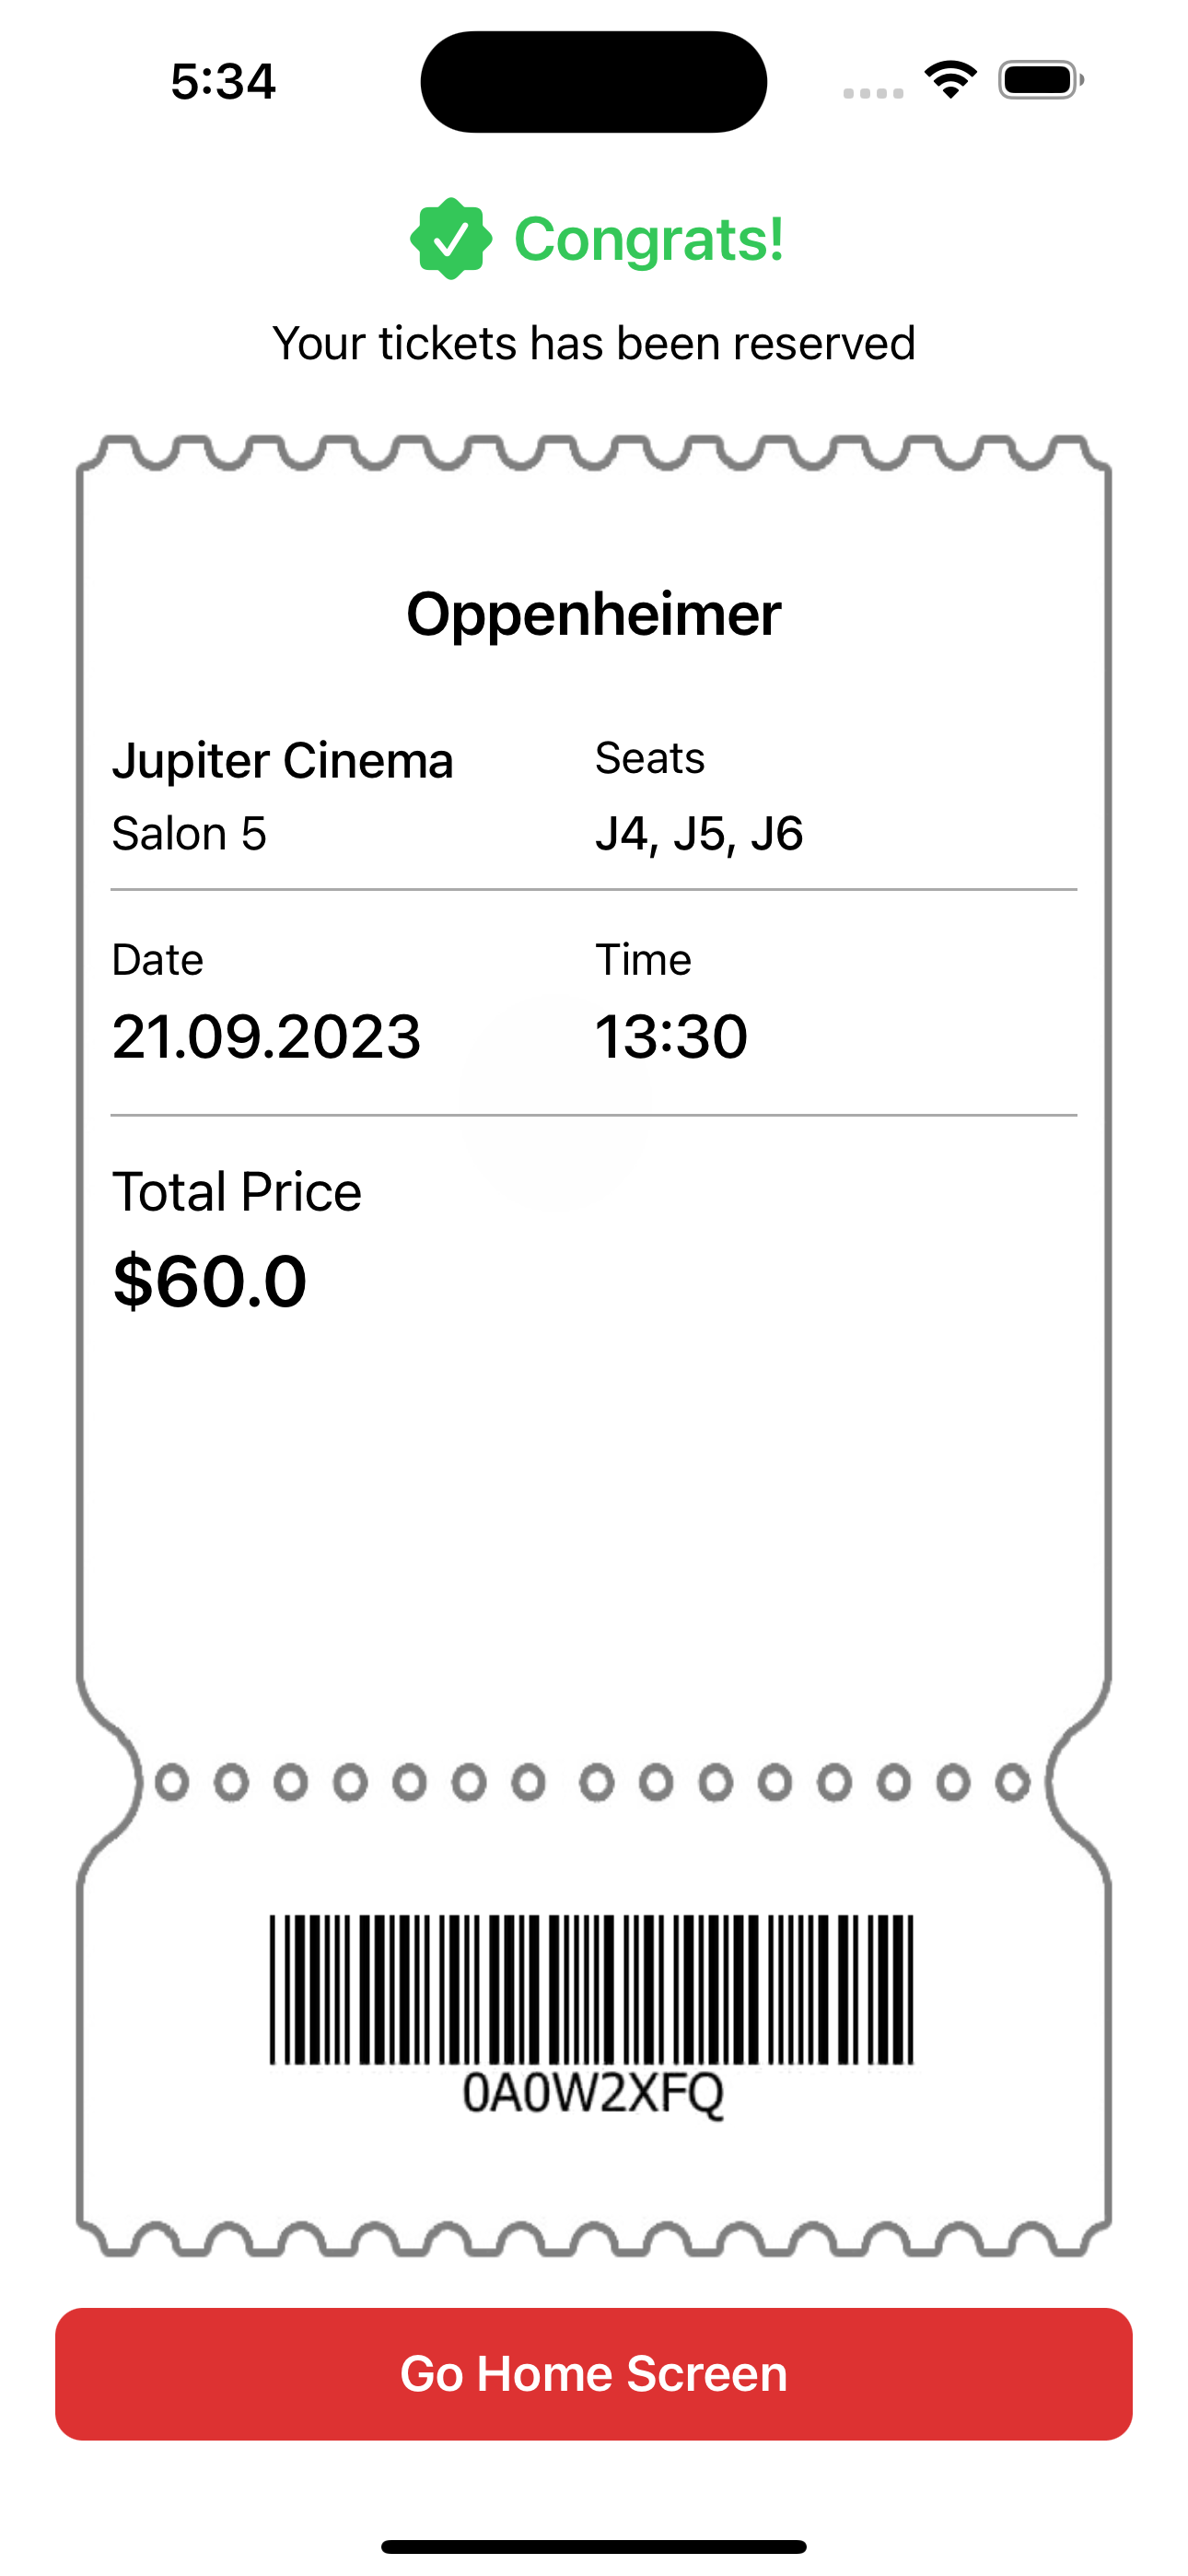 5:34
Congrats!
Your tickets has been reserved
Oppenheimer
Jupiter Cinema
Salon 5
Seats
J4, J5, J6
Date
21.09.2023
Time
13:30
Total Price
$60.0
0A0W2XFQ
Go Home Screen